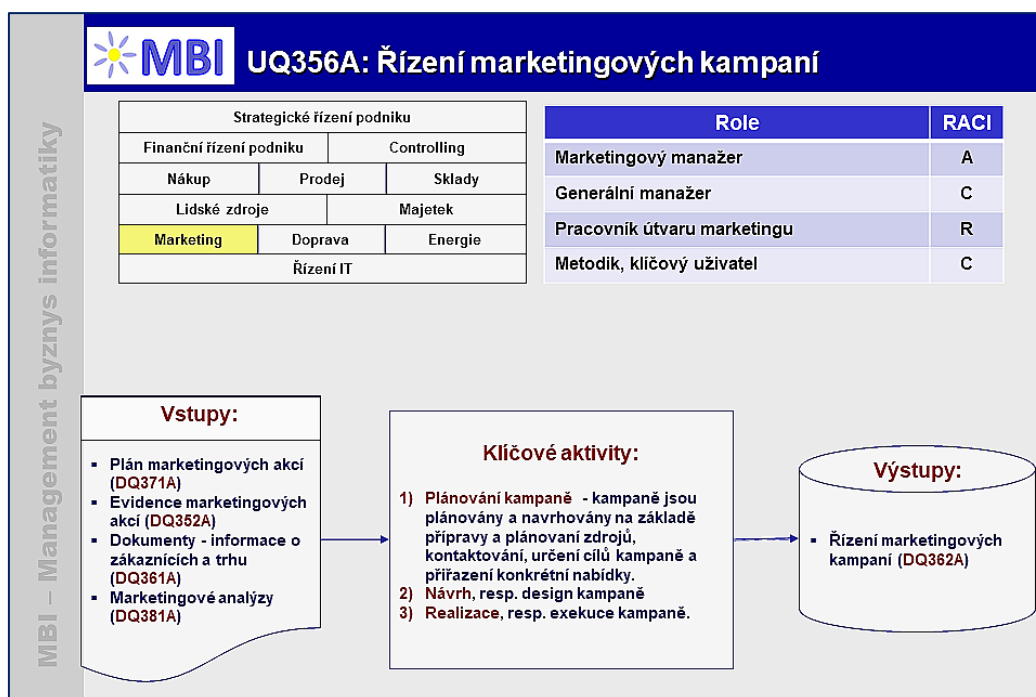 MBI
UQ356A: Řízení marketingových kampaní
MBI – Management byznys informatiky
Strategické řízení podniku
Finanční řízení podniku
Controlling
Nákup
Prodej
Sklady
Lidské zdroje
Majetek
Marketing
Doprava
Energie
Řízení IT
Role RACI
Marketingový manažer A
Generální manažer C
Pracovník útvaru marketingu R
Metodik, klíčový uživatel C
Vstupy:
▪ Plán marketingových akcí
(DQ371A)
▪ Evidence marketingových
akcí (DQ352A)
▪ Dokumenty - informace o
zákaznících a trhu
(DQ361A)
▪ Marketingové analýzy
(DQ381A)
Klíčové aktivity:
1) Plánování kampaně - kampaně jsou
plánovány a navrhovány na základě
přípravy a plánovaní zdrojů,
kontaktování, určení cílů kampaně a
přiřazení konkrétní nabídky.
2) Návrh, resp. design kampaně
3) Realizace, resp. exekuce kampaně.
Výstupy:
▪ Řízení marketingových
kampaní (DQ362A)